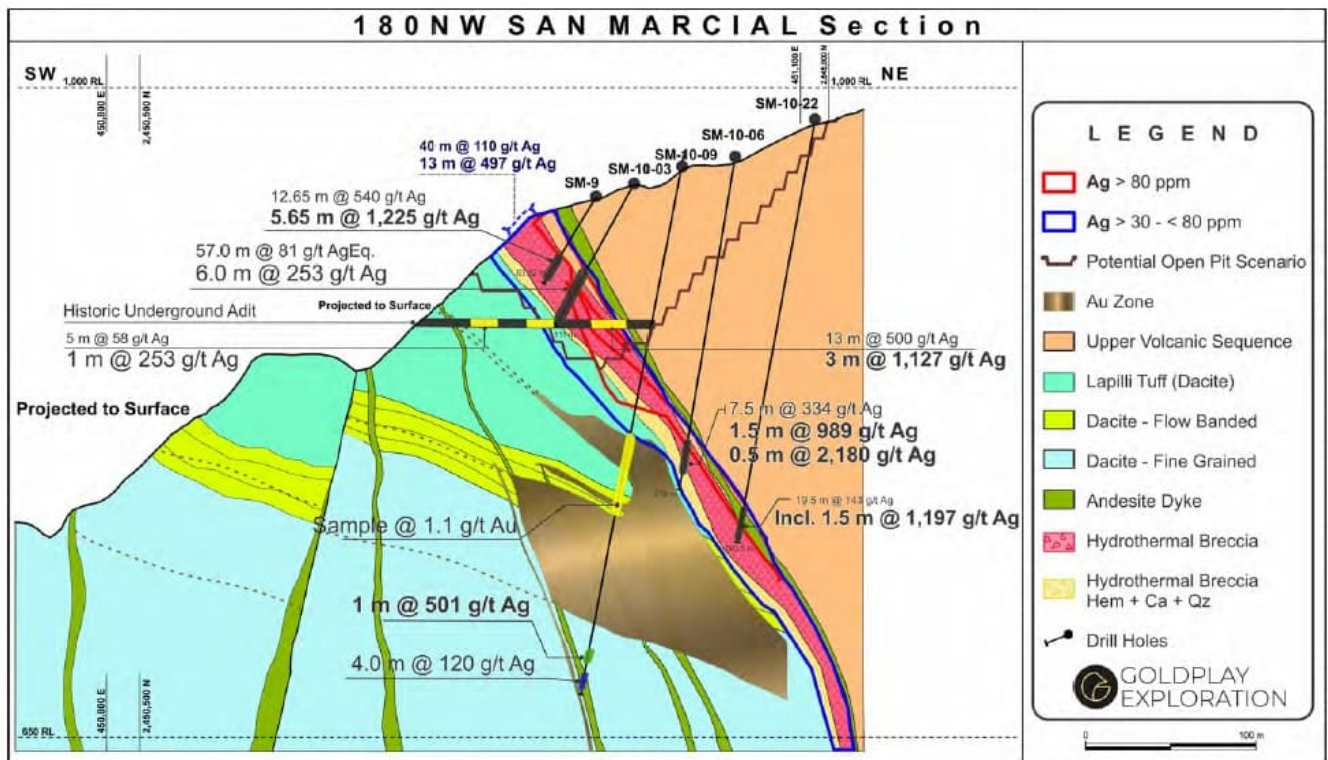 180NW SAN MARCIAL Section
SW
1,000 RL
450,800 E
2,450,500 N
NE
1,000 RL
SM-10-22
SM-10-06
SM-10-09
SM-10-03
SM-9
40 m @ 110 g/t Ag
13 m @ 497 g/t Ag
12.65 m @ 540 g/t Ag
5.65 m @ 1,225 g/t Ag
57.0 m @ 81 g/t AgEq.
6.0 m @ 253 g/t Ag
Historic Underground Adit
Projected to Surface
5 m @ 58 g/t Ag
1 m @ 253 g/t Ag
13 m @ 500 g/t Ag
3 m @ 1,127 g/t Ag
Projected to Surface
7.5 m @ 334 g/t Ag
1.5 m @ 989 g/t Ag
0.5 m @ 2,180 g/t Ag
19.5 m @ 143 g/t Ag
Incl. 1.5 m @ 1,197 g/t Ag
Sample @ 1.1 g/t Au
1 m @ 501 g/t Ag
4.0 m @ 120 g/t Ag
450,800 E
2,450,500 N
650 RL
LEGEND
Ag > 80 ppm
Ag > 30 - < 80 ppm
Potential Open Pit Scenario
Au Zone
Upper Volcanic Sequence
Lapilli Tuff (Dacite)
Dacite - Flow Banded
Dacite - Fine Grained
Andesite Dyke
Hydrothermal Breccia
Hydrothermal Breccia
Hem + Ca + Qz
Drill Holes
GOLDPLAY
EXPLORATION
0
100 m